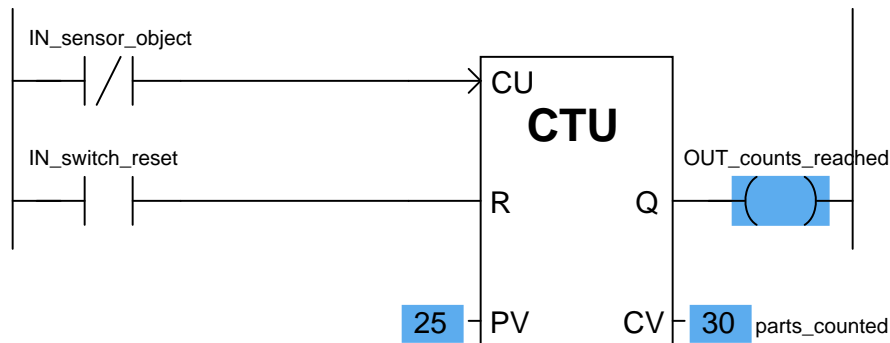 IN_sensor_object
CU
CTU
IN_switch_reset
OUT_counts_reached
R
Q
25
PV
CV
30
parts_counted